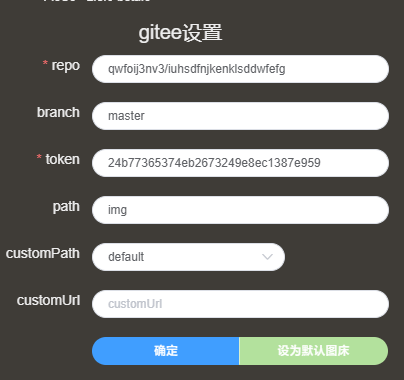 gitee设置
* repo
qwfoij3nv3/iuhsdfnjkenklsddwfefg
branch
master
* token
24b77365374eb2673249e8ec1387e959
path
img
customPath
default
customUrl
customUrl
确定
设为默认图床